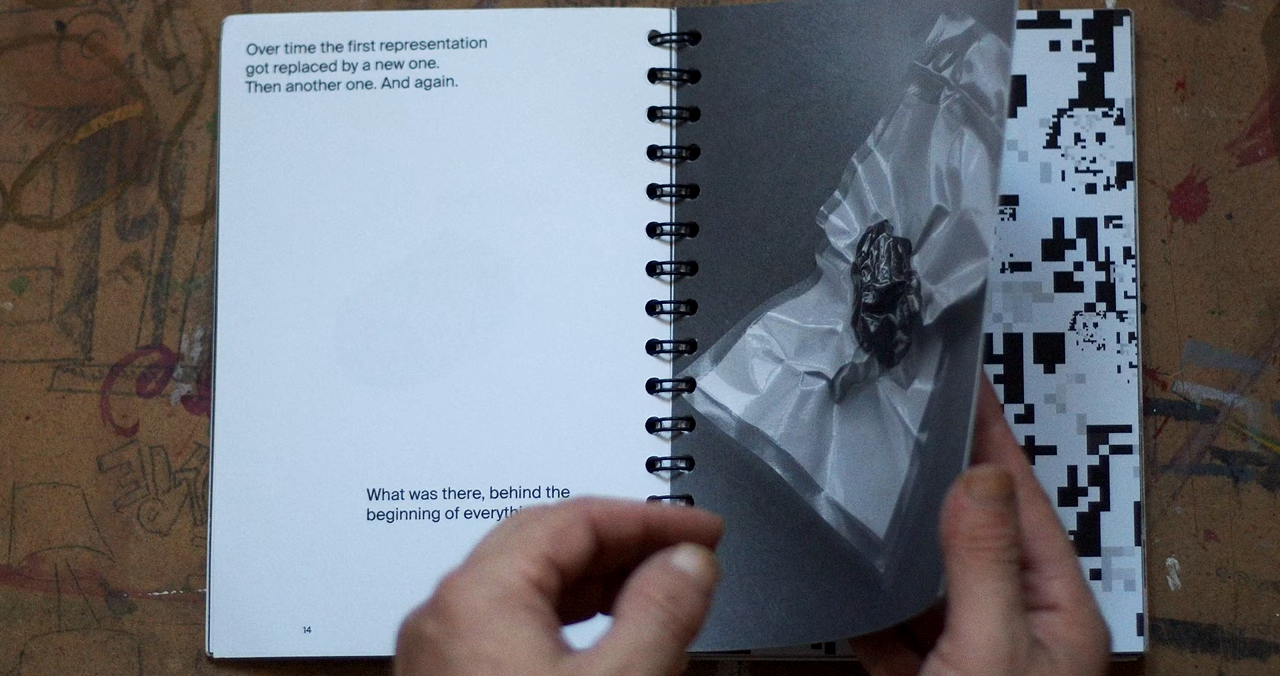 Over time the first representation
got replaced by a new one.
Then another one. And again.
What was there, behind the
beginning of
14